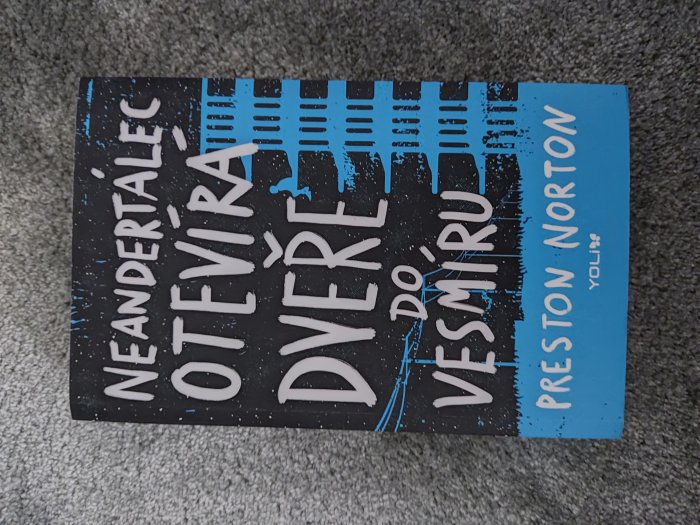 NEANDERTÁLEC
OTEVÍRÁ
DVEŘE
DO
VESMÍRU
PRESTON NORTON
YOLi